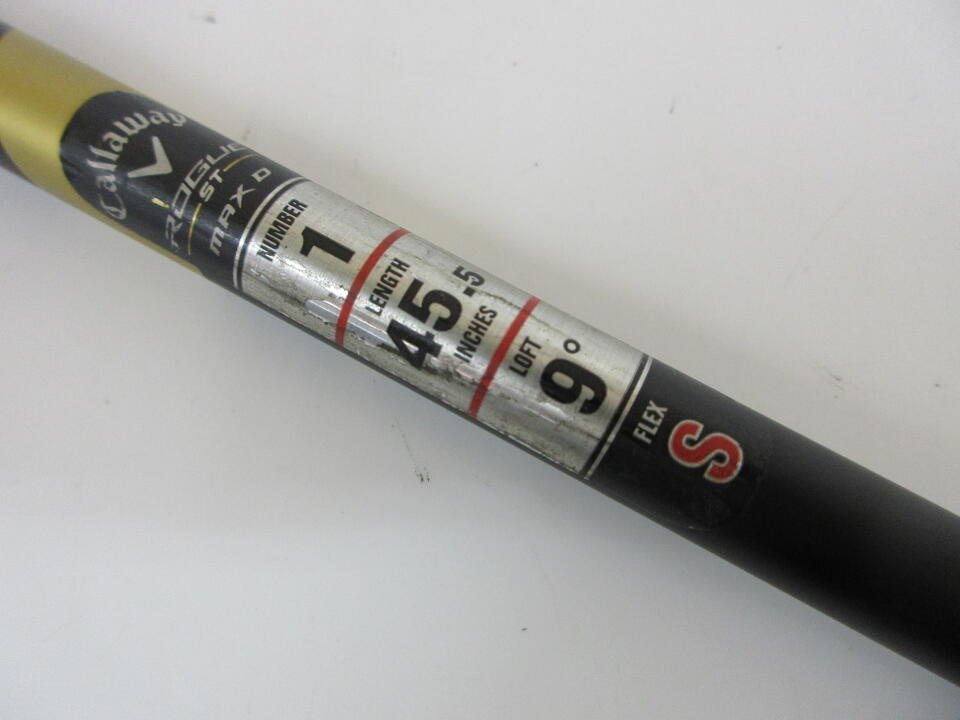 Callaway
ROGUE
ST
MAX D
NUMBER
1
LENGTH
45.5
INCHES
LOFT
9°
FLEX
S